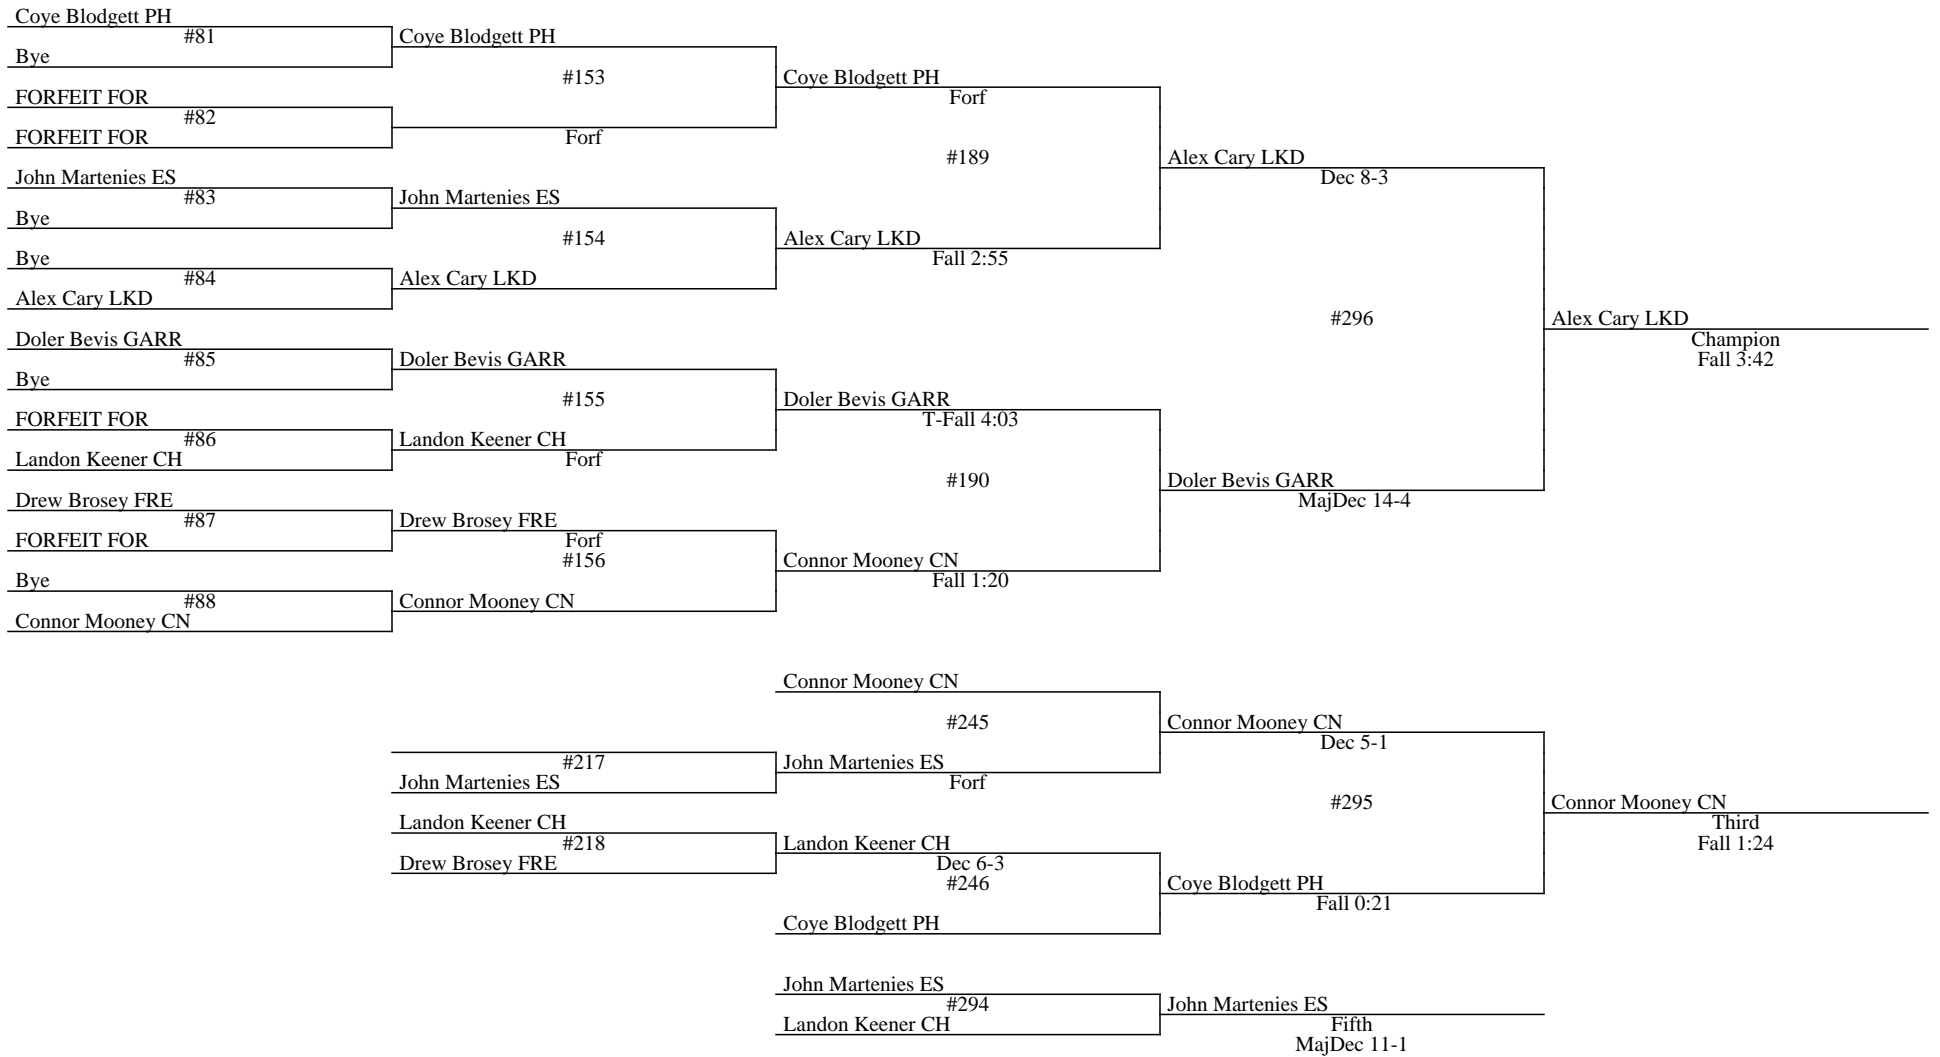 Coye Blodgett PH
#81
Bye
Coye Blodgett PH
#153
FORFEIT FOR
#82
FORFEIT FOR
Forf
Coye Blodgett PH
Forf
#189
John Martenies ES
#83
Bye
John Martenies ES
#154
Bye
#84
Alex Cary LKD
Alex Cary LKD
Alex Cary LKD
Fall 2:55
Alex Cary LKD
Dec 8-3
#296
Doler Bevis GARR
#85
Bye
Doler Bevis GARR
#155
FORFEIT FOR
#86
Landon Keener CH
Landon Keener CH
Forf
Doler Bevis GARR
T-Fall 4:03
#190
Drew Brosey FRE
#87
FORFEIT FOR
Drew Brosey FRE
Forf
#156
Bye
#88
Connor Mooney CN
Connor Mooney CN
Connor Mooney CN
Fall 1:20
Doler Bevis GARR
MajDec 14-4
Alex Cary LKD
Champion
Fall 3:42
Connor Mooney CN
#245
#217
John Martenies ES
John Martenies ES
Forf
Connor Mooney CN
Dec 5-1
#295
Landon Keener CH
#218
Drew Brosey FRE
Landon Keener CH
Dec 6-3
#246
Coye Blodgett PH
Coye Blodgett PH
Fall 0:21
Connor Mooney CN
Third
Fall 1:24
John Martenies ES
#294
Landon Keener CH
John Martenies ES
Fifth
MajDec 11-1